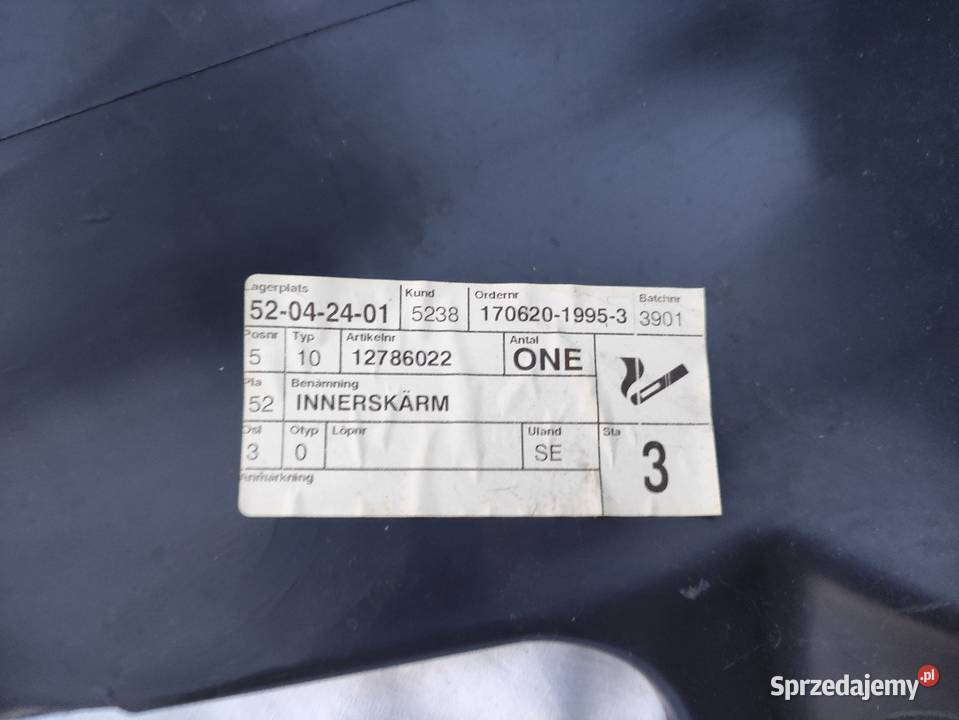 Lagerplats Kund Ordernr Batchnr
52-04-24-01 5238 170620-1995-3 3901
Posnr Typ Artikelnr Antal
5 10 12786022 ONE
Pla Benämning
52 INNERSKÄRM
Dsl Otyp Löpnr Uland Sta
3 0 SE 3
Anmärkning
Sprzedajemy.pl